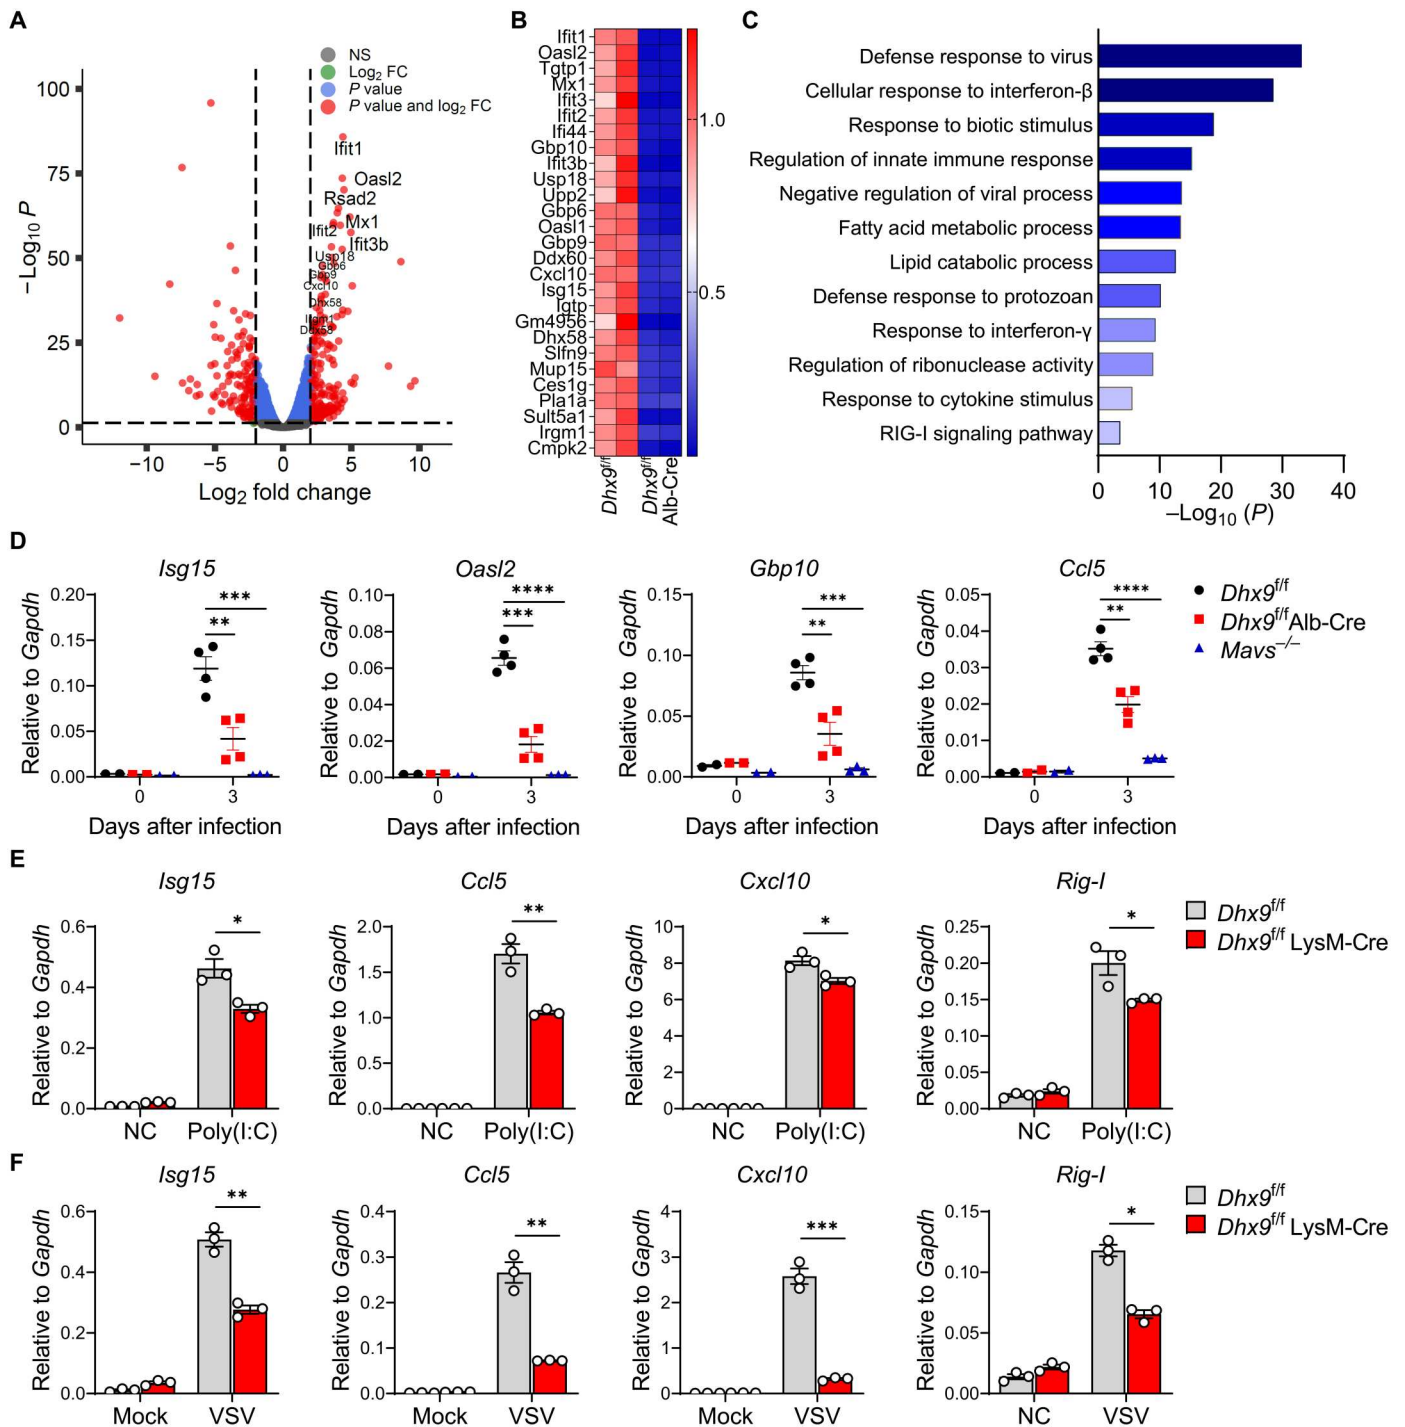 A
NS
Log2 FC
P value
P value and log2 FC
100
75
50
25
0
−Log10 P
Ifit1
Oasl2
Rsad2
Mx1
Ifit2
Ifit3b
Usp18
Gbp6
Gbp9
Cxcl10
Dhx58
Irgm1
−10
−5
0
5
10
Log2 fold change
B
Ifit1
Oasl2
Tgtp1
Mx1
Ifit3
Ifit2
Ifi44
Gbp10
Ifit3b
Usp18
Upp2
Gbp6
Oasl1
Gbp9
Ddx60
Cxcl10
Isg15
Igtp
Gm4956
Dhx58
Slfn9
Mup15
Ces1g
Pla1a
Sult5a1
Irgm1
Cmpk2
1.0
0.5
Dhx9f/f
Dhx9f/f
Alb-Cre
C
Defense response to virus
Cellular response to interferon-β
Response to biotic stimulus
Regulation of innate immune response
Negative regulation of viral process
Fatty acid metabolic process
Lipid catabolic process
Defense response to protozoan
Response to interferon-γ
Regulation of ribonuclease activity
Response to cytokine stimulus
RIG-I signaling pathway
0 10 20 30 40
−Log10 (P)
D
Isg15
Relative to Gapdh
0.20
0.15
0.10
0.05
0.00
***
**
0 3
Days after infection
Oasl2
Relative to Gapdh
0.10
0.08
0.06
0.04
0.02
0.00
****
***
0 3
Days after infection
Gbp10
Relative to Gapdh
0.15
0.10
0.05
0.00
***
**
0 3
Days after infection
Ccl5
Relative to Gapdh
0.05
0.04
0.03
0.02
0.01
0.00
****
**
0 3
Days after infection
Dhx9f/f
Dhx9f/fAlb-Cre
Mavs−/−
E
Isg15
Relative to Gapdh
0.6
0.4
0.2
0.0
*
NC Poly(I:C)
Ccl5
Relative to Gapdh
2.0
1.5
1.0
0.5
0.0
**
NC Poly(I:C)
Cxcl10
Relative to Gapdh
10
8
6
4
2
0
*
NC Poly(I:C)
Rig-I
Relative to Gapdh
0.25
0.20
0.15
0.10
0.05
0.00
*
NC Poly(I:C)
Dhx9f/f
Dhx9f/f LysM-Cre
F
Isg15
Relative to Gapdh
0.6
0.4
0.2
0.0
**
Mock VSV
Ccl5
Relative to Gapdh
0.4
0.3
0.2
0.1
0.0
**
Mock VSV
Cxcl10
Relative to Gapdh
4
3
2
1
0
***
Mock VSV
Rig-I
Relative to Gapdh
0.15
0.10
0.05
0.00
*
NC VSV
Dhx9f/f
Dhx9f/f LysM-Cre